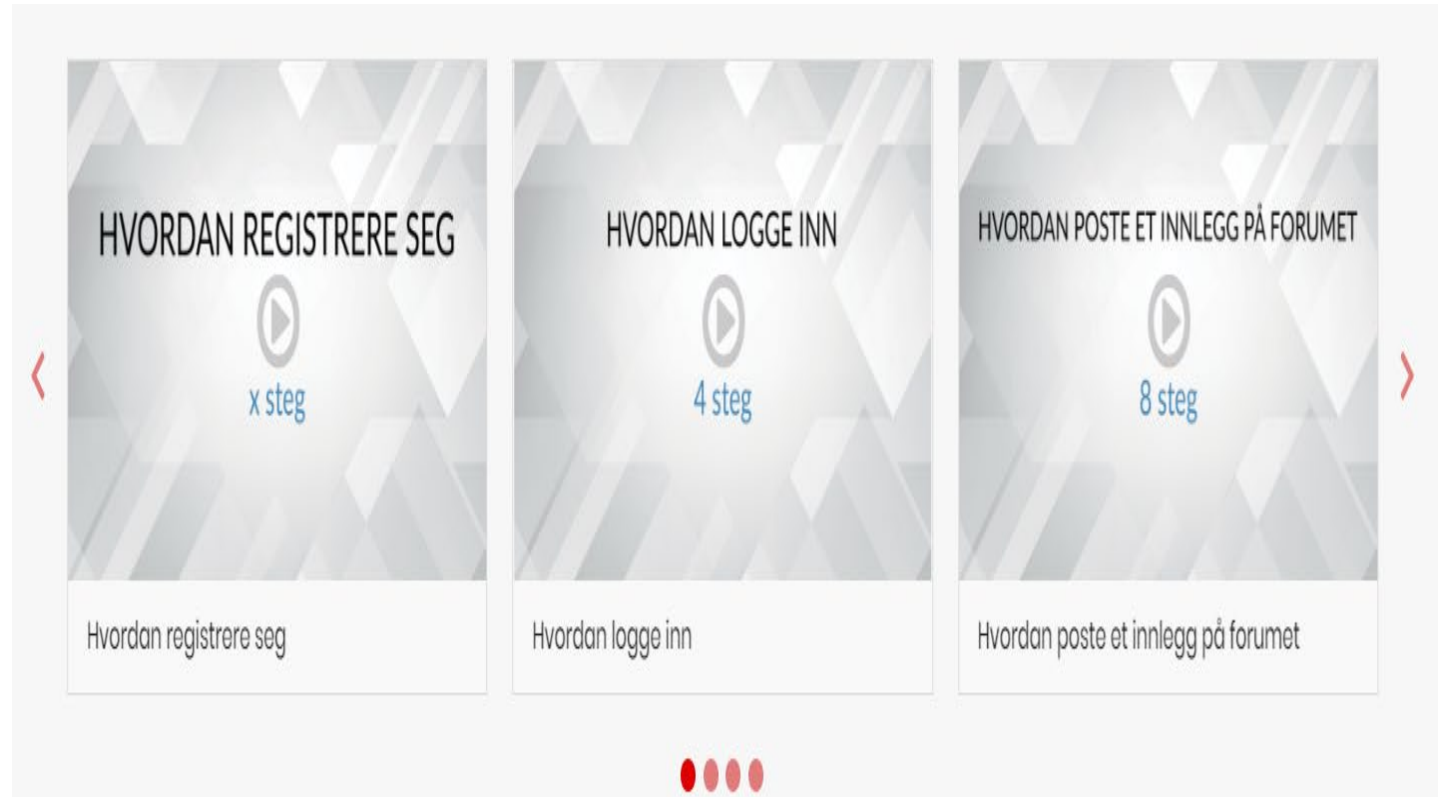 HVORDAN REGISTRERE SEG
x steg
Hvordan registrere seg
HVORDAN LOGGE INN
4 steg
Hvordan logge inn
HVORDAN POSTE ET INNLEGG PÅ FORUMET
8 steg
Hvordan poste et innlegg på forumet